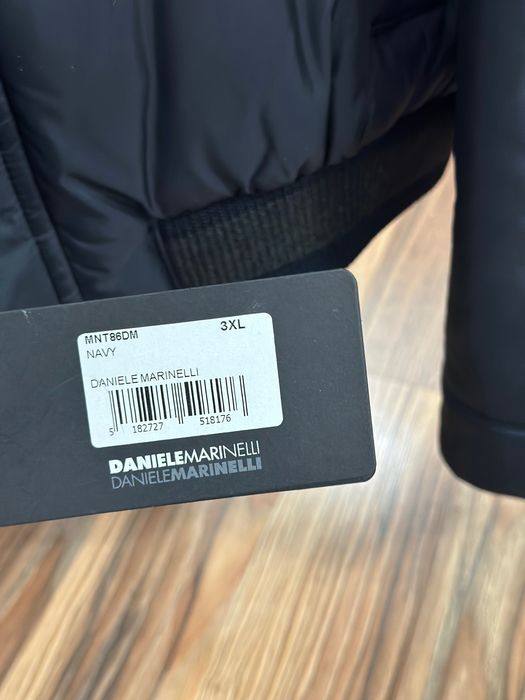 MNT86DM 3XL
NAVY
DANIELE MARINELLI
5 182727 518176
DANIELEMARINELLI
DANIELEMARINELLI